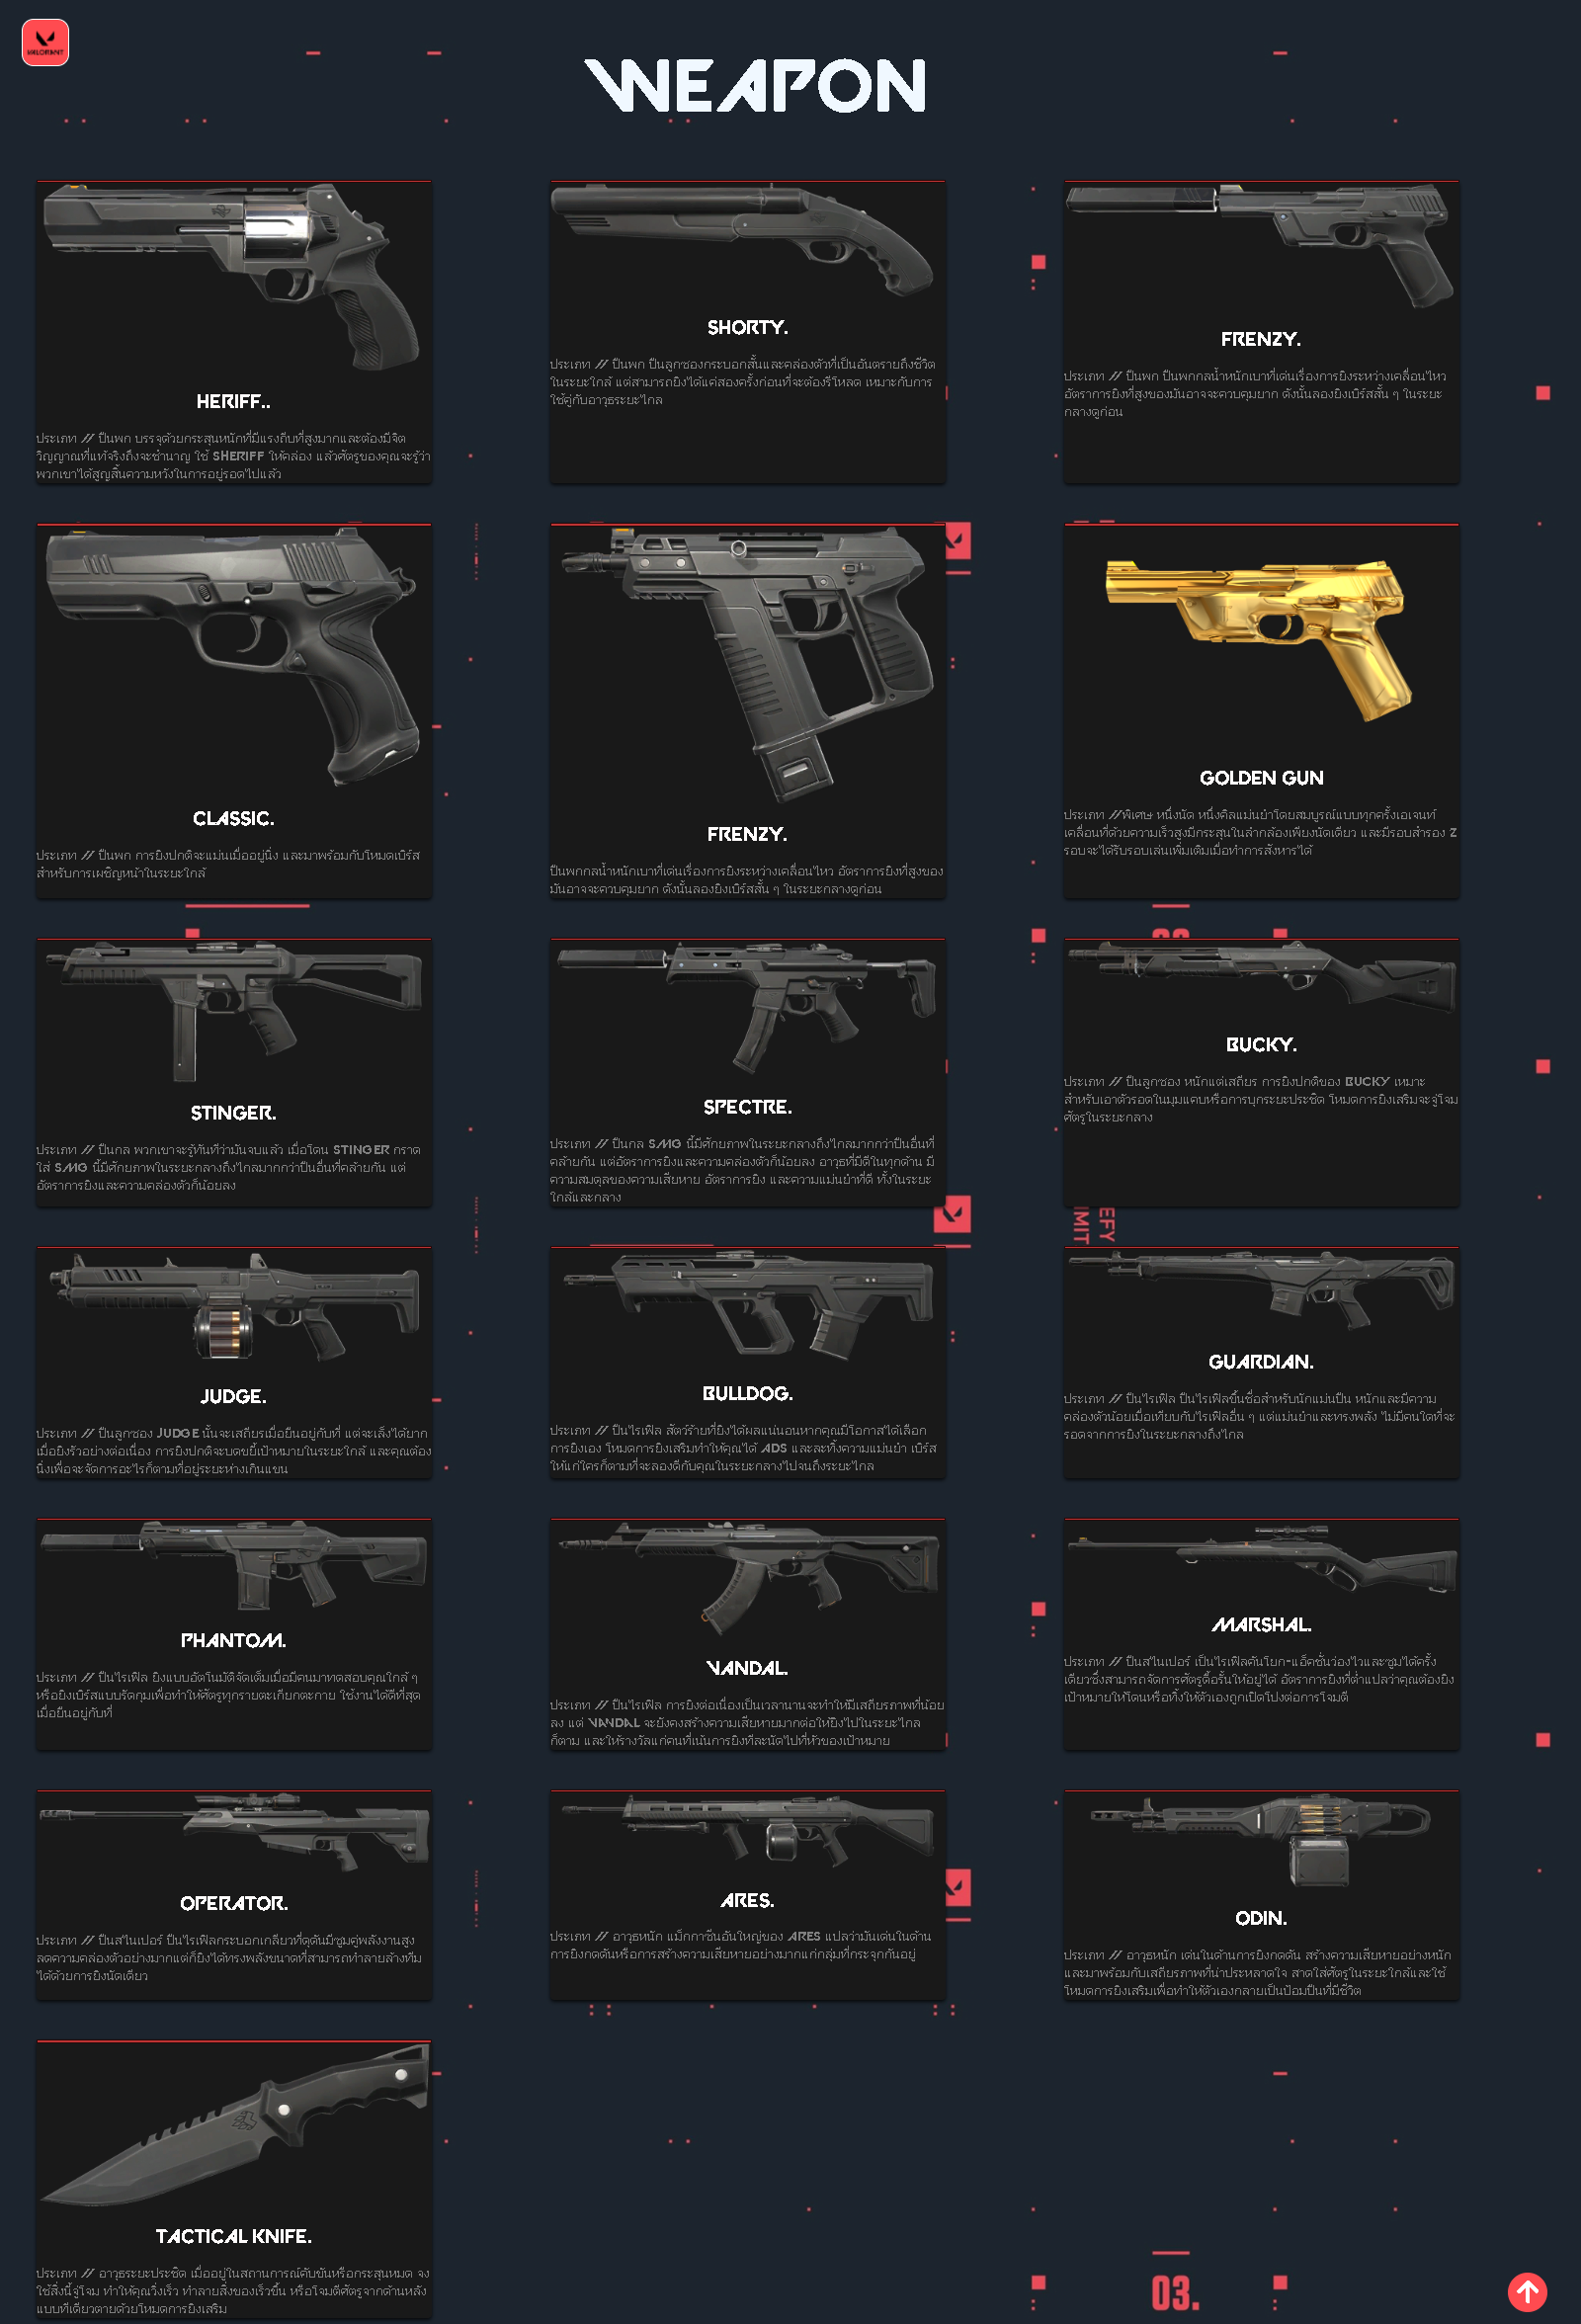 VALORANT
WEAPON
HERIFF..
ประเภท // ปืนพก บรรจุด้วยกระสุนหนักที่มีแรงถีบที่สูงมากและต้องมีจิต
วิญญาณที่แท้จริงถึงจะชำนาญ ใช้ SHERIFF ให้คล่อง แล้วศัตรูของคุณจะรู้ว่า
พวกเขาได้สูญสิ้นความหวังในการอยู่รอดไปแล้ว
SHORTY.
ประเภท // ปืนพก ปืนลูกซองกระบอกสั้นและคล่องตัวที่เป็นอันตรายถึงชีวิต
ในระยะใกล้ แต่สามารถยิงได้แค่สองครั้งก่อนที่จะต้องรีโหลด เหมาะกับการ
ใช้คู่กับอาวุธระยะไกล
FRENZY.
ประเภท // ปืนพก ปืนพกกลน้ำหนักเบาที่เด่นเรื่องการยิงระหว่างเคลื่อนไหว
อัตราการยิงที่สูงของมันอาจจะควบคุมยาก ดังนั้นลองยิงเบิร์สสั้น ๆ ในระยะ
กลางดูก่อน
CLASSIC.
ประเภท // ปืนพก การยิงปกติจะแม่นเมื่ออยู่นิ่ง และมาพร้อมกับโหมดเบิร์ส
สำหรับการเผชิญหน้าในระยะใกล้
FRENZY.
ปืนพกกลน้ำหนักเบาที่เด่นเรื่องการยิงระหว่างเคลื่อนไหว อัตราการยิงที่สูงของ
มันอาจจะควบคุมยาก ดังนั้นลองยิงเบิร์สสั้น ๆ ในระยะกลางดูก่อน
GOLDEN GUN
ประเภท //พิเศษ หนึ่งนัด หนึ่งคิลแม่นยำโดยสมบูรณ์แบบทุกครั้งเอเจนท์
เคลื่อนที่ด้วยความเร็วสูงมีกระสุนในลำกล้องเพียงนัดเดียว และมีรอบสำรอง 2
รอบจะได้รับรอบเล่นเพิ่มเติมเมื่อทำการสังหารได้
STINGER.
ประเภท // ปืนกล พวกเขาจะรู้ทันทีว่ามันจบแล้ว เมื่อโดน STINGER กราด
ใส่ SMG นี้มีศักยภาพในระยะกลางถึงไกลมากกว่าปืนอื่นที่คล้ายกัน แต่
อัตราการยิงและความคล่องตัวก็น้อยลง
SPECTRE.
ประเภท // ปืนกล SMG นี้มีศักยภาพในระยะกลางถึงไกลมากกว่าปืนอื่นที่
คล้ายกัน แต่อัตราการยิงและความคล่องตัวก็น้อยลง อาวุธที่มีดีในทุกด้าน มี
ความสมดุลของความเสียหาย อัตราการยิง และความแม่นยำที่ดี ทั้งในระยะ
ใกล้และกลาง
BUCKY.
ประเภท // ปืนลูกซอง หนักแต่เสถียร การยิงปกติของ BUCKY เหมาะ
สำหรับเอาตัวรอดในมุมแคบหรือการบุกระยะประชิด โหมดการยิงเสริมจะจู่โจม
ศัตรูในระยะกลาง
EFY
IMIT
JUDGE.
ประเภท // ปืนลูกซอง JUDGE นั้นจะเสถียรเมื่อยืนอยู่กับที่ แต่จะเล็งได้ยาก
เมื่อยิงรัวอย่างต่อเนื่อง การยิงปกติจะบดขยี้เป้าหมายในระยะใกล้ และคุณต้อง
นิ่งเพื่อจะจัดการอะไรก็ตามที่อยู่ระยะห่างเกินแขน
BULLDOG.
ประเภท // ปืนไรเฟิล สัตว์ร้ายที่ยิงได้ผลแน่นอนหากคุณมีโอกาสได้เลือก
การยิงเอง โหมดการยิงเสริมทำให้คุณได้ ADS และละทิ้งความแม่นยำ เบิร์ส
ให้แก่ใครก็ตามที่จะลองดีกับคุณในระยะกลางไปจนถึงระยะไกล
GUARDIAN.
ประเภท // ปืนไรเฟิล ปืนไรเฟิลขึ้นชื่อสำหรับนักแม่นปืน หนักและมีความ
คล่องตัวน้อยเมื่อเทียบกับไรเฟิลอื่น ๆ แต่แม่นยำและทรงพลัง ไม่มีคนใดที่จะ
รอดจากการยิงในระยะกลางถึงไกล
PHANTOM.
ประเภท // ปืนไรเฟิล ยิงแบบอัตโนมัติจัดเต็มเมื่อมีคนมาทดสอบคุณใกล้ ๆ
หรือยิงเบิร์สแบบรัดกุมเพื่อทำให้ศัตรูทุกรายตะเกียกตะกาย ใช้งานได้ดีที่สุด
เมื่อยืนอยู่กับที่
VANDAL.
ประเภท // ปืนไรเฟิล การยิงต่อเนื่องเป็นเวลานานจะทำให้มีเสถียรภาพที่น้อย
ลง แต่ VANDAL จะยังคงสร้างความเสียหายมากต่อให้ยิงไปในระยะไกล
ก็ตาม และให้รางวัลแก่คนที่เน้นการยิงทีละนัดไปที่หัวของเป้าหมาย
MARSHAL.
ประเภท // ปืนสไนเปอร์ เป็นไรเฟิลคันโยก-แอ็คชั่นว่องไวและซูมได้ครั้ง
เดียวซึ่งสามารถจัดการศัตรูดื้อรั้นให้อยู่ได้ อัตราการยิงที่ต่ำแปลว่าคุณต้องยิง
เป้าหมายให้โดนหรือทิ้งให้ตัวเองถูกเปิดโปงต่อการโจมตี
OPERATOR.
ประเภท // ปืนสไนเปอร์ ปืนไรเฟิลกระบอกเกลียวที่ดุดันมีซูมคู่พลังงานสูง
ลดความคล่องตัวอย่างมากแต่ก็ยิงได้ทรงพลังขนาดที่สามารถทำลายล้างทีม
ได้ด้วยการยิงนัดเดียว
ARES.
ประเภท // อาวุธหนัก แม็กกาซีนอันใหญ่ของ ARES แปลว่ามันเด่นในด้าน
การยิงกดดันหรือการสร้างความเสียหายอย่างมากแก่กลุ่มที่กระจุกกันอยู่
ODIN.
ประเภท // อาวุธหนัก เด่นในด้านการยิงกดดัน สร้างความเสียหายอย่างหนัก
และมาพร้อมกับเสถียรภาพที่น่าประหลาดใจ สาดใส่ศัตรูในระยะใกล้และใช้
โหมดการยิงเสริมเพื่อทำให้ตัวเองกลายเป็นป้อมปืนที่มีชีวิต
TACTICAL KNIFE.
ประเภท // อาวุธระยะประชิด เมื่ออยู่ในสถานการณ์คับขันหรือกระสุนหมด จง
ใช้สิ่งนี้จู่โจม ทำให้คุณวิ่งเร็ว ทำลายสิ่งของเร็วขึ้น หรือโจมตีศัตรูจากด้านหลัง
แบบทีเดียวตายด้วยโหมดการยิงเสริม
03.